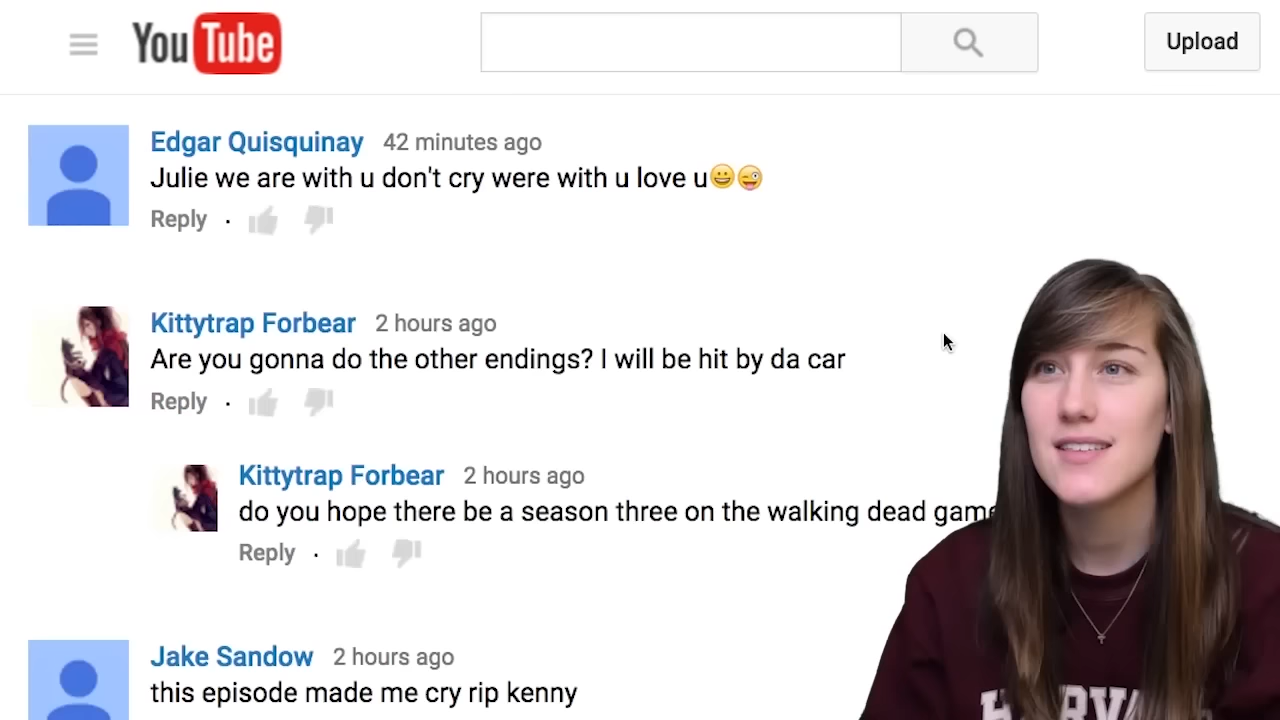 YouTube
Upload
Edgar Quisquinay 42 minutes ago
Julie we are with u don't cry were with u love u😀😜
Reply ·
Kittytrap Forbear 2 hours ago
Are you gonna do the other endings? I will be hit by da car
Reply ·
Kittytrap Forbear 2 hours ago
do you hope there be a season three on the walking dead game
Reply ·
Jake Sandow 2 hours ago
this episode made me cry rip kenny